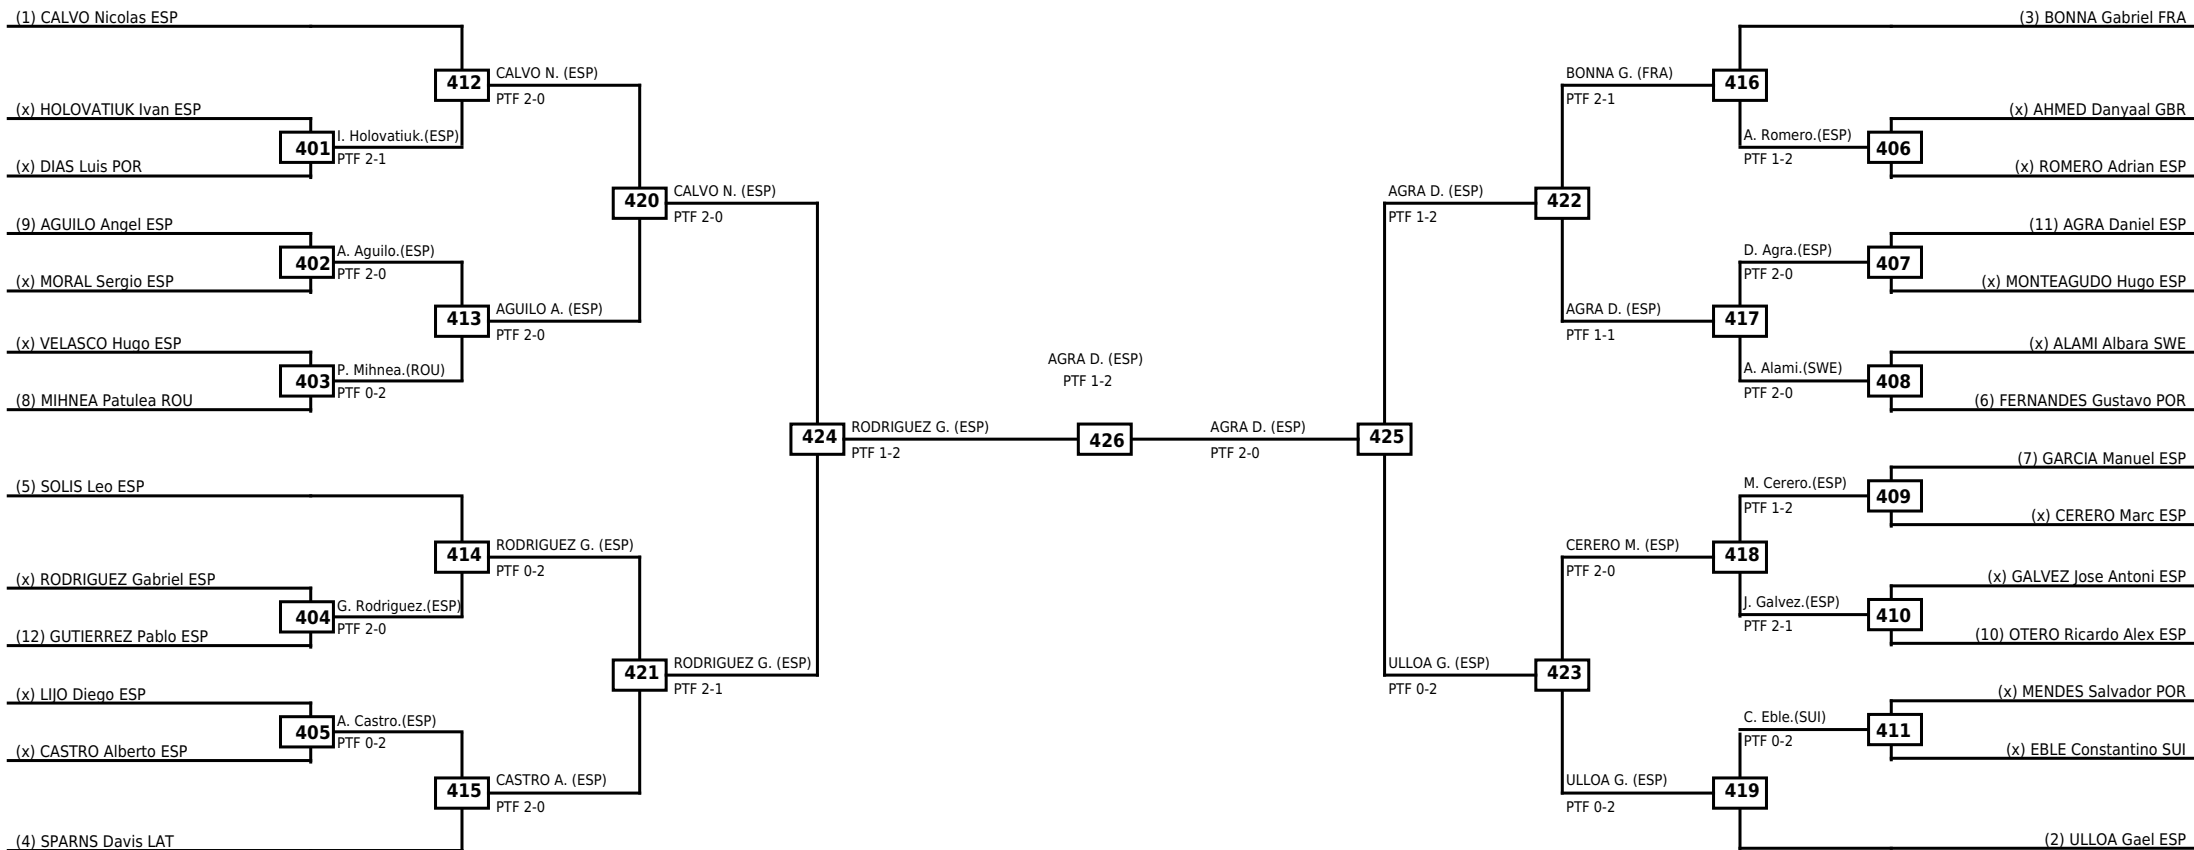 (1) CALVO Nicolas ESP
(3) BONNA Gabriel FRA
412
CALVO N. (ESP)
PTF 2-0
BONNA G. (FRA)
PTF 2-1
416
(x) HOLOVATIUK Ivan ESP
(x) AHMED Danyaal GBR
401
I. Holovatiuk.(ESP)
PTF 2-1
A. Romero.(ESP)
PTF 1-2
406
(x) DIAS Luis POR
(x) ROMERO Adrian ESP
420
CALVO N. (ESP)
PTF 2-0
AGRA D. (ESP)
PTF 1-2
422
(9) AGUILO Angel ESP
(11) AGRA Daniel ESP
402
A. Aguilo.(ESP)
PTF 2-0
D. Agra.(ESP)
PTF 2-0
407
(x) MORAL Sergio ESP
(x) MONTEAGUDO Hugo ESP
413
AGUILO A. (ESP)
PTF 2-0
AGRA D. (ESP)
PTF 1-1
417
(x) VELASCO Hugo ESP
(x) ALAMI Albara SWE
AGRA D. (ESP)
PTF 1-2
403
P. Mihnea.(ROU)
PTF 0-2
A. Alami.(SWE)
PTF 2-0
408
(8) MIHNEA Patulea ROU
(6) FERNANDES Gustavo POR
424
RODRIGUEZ G. (ESP)
PTF 1-2
426
AGRA D. (ESP)
PTF 2-0
425
(5) SOLIS Leo ESP
(7) GARCIA Manuel ESP
M. Cerero.(ESP)
PTF 1-2
409
(x) CERERO Marc ESP
414
RODRIGUEZ G. (ESP)
PTF 0-2
CERERO M. (ESP)
PTF 2-0
418
(x) RODRIGUEZ Gabriel ESP
(x) GALVEZ Jose Antoni ESP
404
G. Rodriguez.(ESP)
PTF 2-0
J. Galvez.(ESP)
PTF 2-1
410
(12) GUTIERREZ Pablo ESP
(10) OTERO Ricardo Alex ESP
421
RODRIGUEZ G. (ESP)
PTF 2-1
ULLOA G. (ESP)
PTF 0-2
423
(x) LIJO Diego ESP
(x) MENDES Salvador POR
405
A. Castro.(ESP)
PTF 0-2
C. Eble.(SUI)
PTF 0-2
411
(x) CASTRO Alberto ESP
(x) EBLE Constantino SUI
415
CASTRO A. (ESP)
PTF 2-0
ULLOA G. (ESP)
PTF 0-2
419
(4) SPARNS Davis LAT
(2) ULLOA Gael ESP